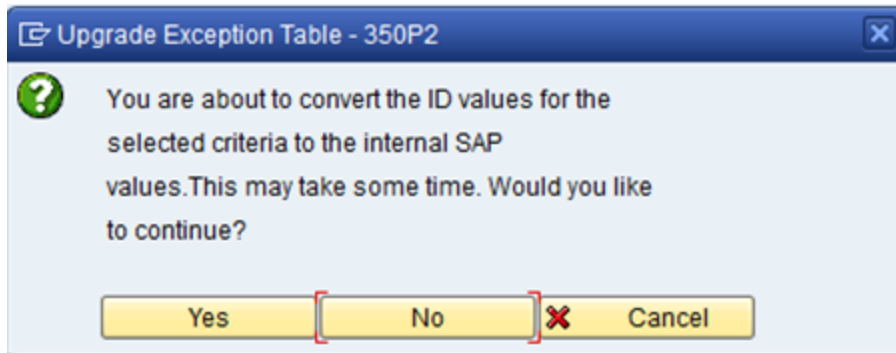 Upgrade Exception Table - 350P2
You are about to convert the ID values for the
selected criteria to the internal SAP
values.This may take some time. Would you like
to continue?
Yes No Cancel